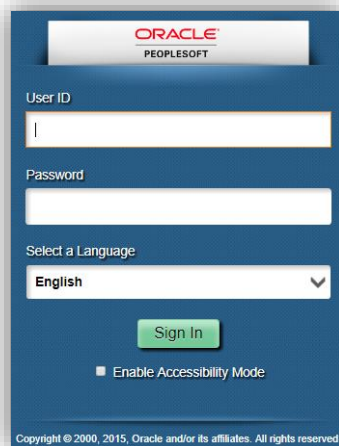 ORACLE
PEOPLESOFT
User ID
Password
Select a Language
English
Sign In
Enable Accessibility Mode
Copyright © 2000, 2015, Oracle and/or its affiliates. All rights reserved